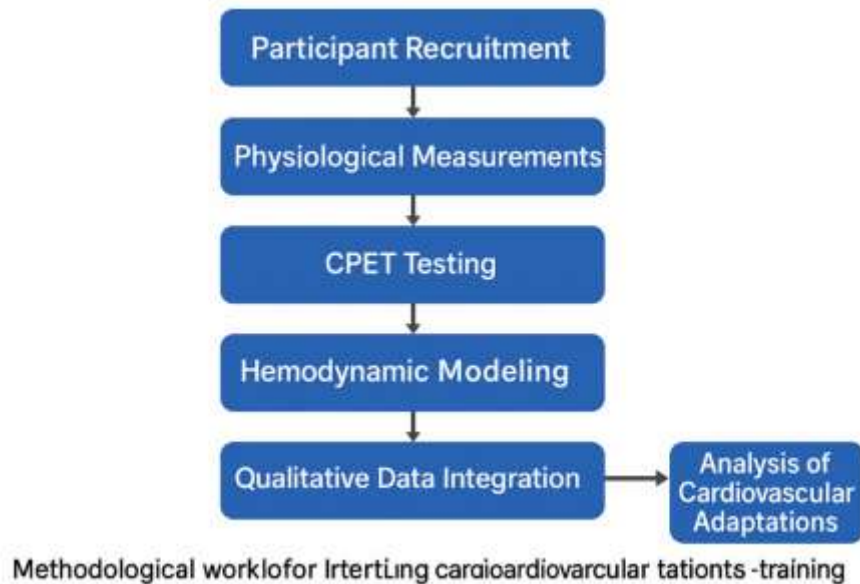 Participant Recruitment
Physiological Measurements
CPET Testing
Hemodynamic Modeling
Qualitative Data Integration
Analysis of
Cardiovascular
Adaptations
Methodological worklofor IrtertLıng cargioardiovarcular tationts -training